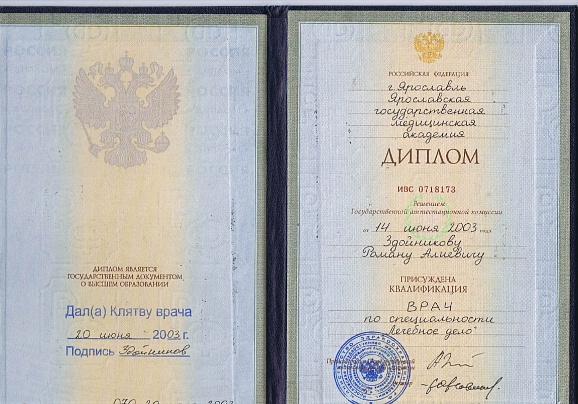 ДИПЛОМ ЯВЛЯЕТСЯ
ГОСУДАРСТВЕННЫМ ДОКУМЕНТОМ
О ВЫСШЕМ ОБРАЗОВАНИИ
Дал(а) Клятву врача
20 июня 2003 г.
Подпись Здойников
РОССИЙСКАЯ ФЕДЕРАЦИЯ
г. Ярославль
Ярославская
государственная
медицинская
академия
ДИПЛОМ
ИВС 0718173
Решением
Государственной аттестационной комиссии
от 14 июня 2003 года
Здойникову
Роману Алиевичу
ПРИСУЖДЕНА
КВАЛИФИКАЦИЯ
ВРАЧ
по специальности
"Лечебное дело"